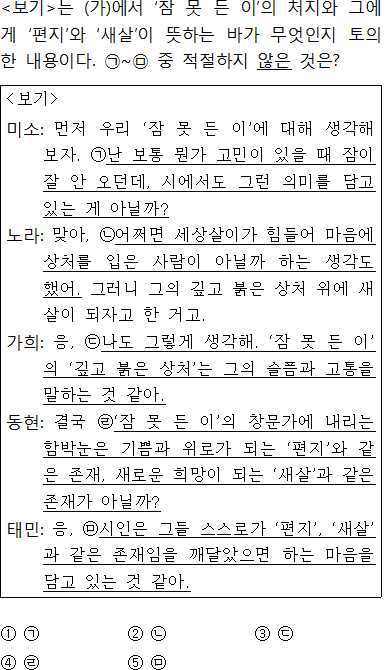 <보기>는 (가)에서 ‘잠 못 든 이’의 처지와 그에
게 ‘편지’와 ‘새살’이 뜻하는 바가 무엇인지 토의
한 내용이다. ㉠~㉤ 중 적절하지 않은 것은?
<보기>
미소: 먼저 우리 ‘잠 못 든 이’에 대해 생각해
보자. ㉠난 보통 뭔가 고민이 있을 때 잠이
잘 안 오던데, 시에서도 그런 의미를 담고
있는 게 아닐까?
노라: 맞아, ㉡어쩌면 세상살이가 힘들어 마음에
상처를 입은 사람이 아닐까 하는 생각도
했어. 그러니 그의 깊고 붉은 상처 위에 새
살이 되자고 한 거고.
가희: 응, ㉢나도 그렇게 생각해. ‘잠 못 든 이’
의 ‘깊고 붉은 상처’는 그의 슬픔과 고통을
말하는 것 같아.
동현: 결국 ㉣‘잠 못 든 이’의 창문가에 내리는
함박눈은 기쁨과 위로가 되는 ‘편지’와 같
은 존재, 새로운 희망이 되는 ‘새살’과 같은
존재가 아닐까?
태민: 응, ㉤시인은 그들 스스로가 ‘편지’, ‘새살’
과 같은 존재임을 깨달았으면 하는 마음을
담고 있는 것 같아.
① ㉠ ② ㉡ ③ ㉢
④ ㉣ ⑤ ㉤